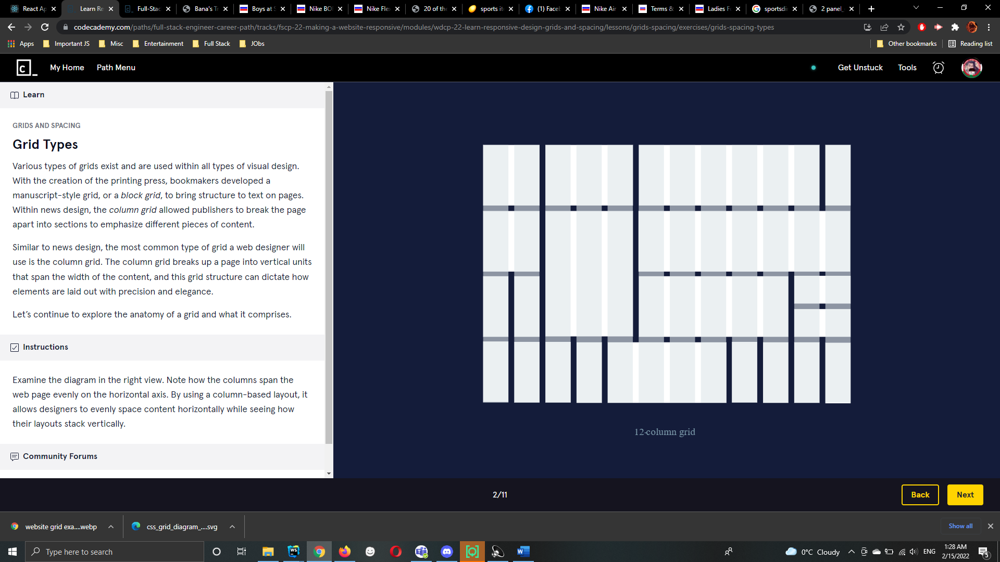 React Ap
Learn Re
Full-Stac
Bana's Tr
Boys at S
Nike BO
Nike Fle
20 of the
sports it
(1) Face
Nike Air
Terms &
Ladies F
sportsdi
2 panel_
codecademy.com/paths/full-stack-engineer-career-path/tracks/fscp-22-making-a-website-responsive/modules/wdcp-22-learn-responsive-design-grids-and-spacing/lessons/grids-spacing/exercises/grids-spacing-types
Apps
Important JS
Misc
Entertainment
Full Stack
JObs
Other bookmarks
Reading list
c_
My Home
Path Menu
Get Unstuck
Tools
Learn
GRIDS AND SPACING
Grid Types
Various types of grids exist and are used within all types of visual design.
With the creation of the printing press, bookmakers developed a
manuscript-style grid, or a block grid, to bring structure to text on pages.
Within news design, the column grid allowed publishers to break the page
apart into sections to emphasize different pieces of content.
Similar to news design, the most common type of grid a web designer will
use is the column grid. The column grid breaks up a page into vertical units
that span the width of the content, and this grid structure can dictate how
elements are laid out with precision and elegance.
Let's continue to explore the anatomy of a grid and what it comprises.
Instructions
Examine the diagram in the right view. Note how the columns span the
web page evenly on the horizontal axis. By using a column-based layout, it
allows designers to evenly space content horizontally while seeing how
their layouts stack vertically.
Community Forums
12-column grid
2/11
Back
Next
website grid exa....webp
css_grid_diagram_....svg
Show all
Type here to search
WS
W
0°C Cloudy
ENG
1:28 AM
2/15/2022
5